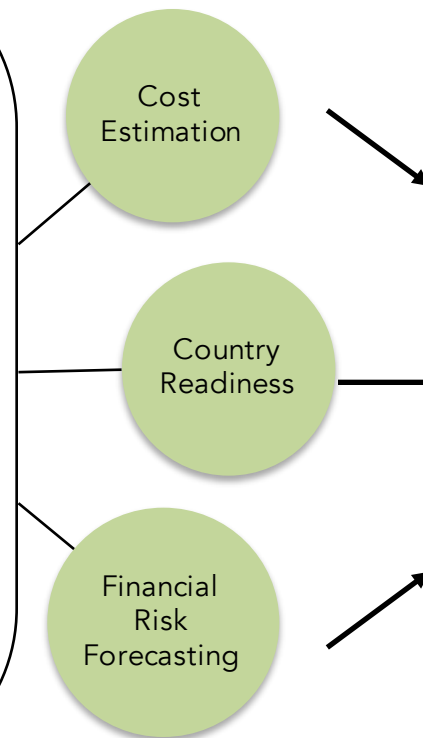 Cost
Estimation
Country
Readiness
Financial
Risk
Forecasting